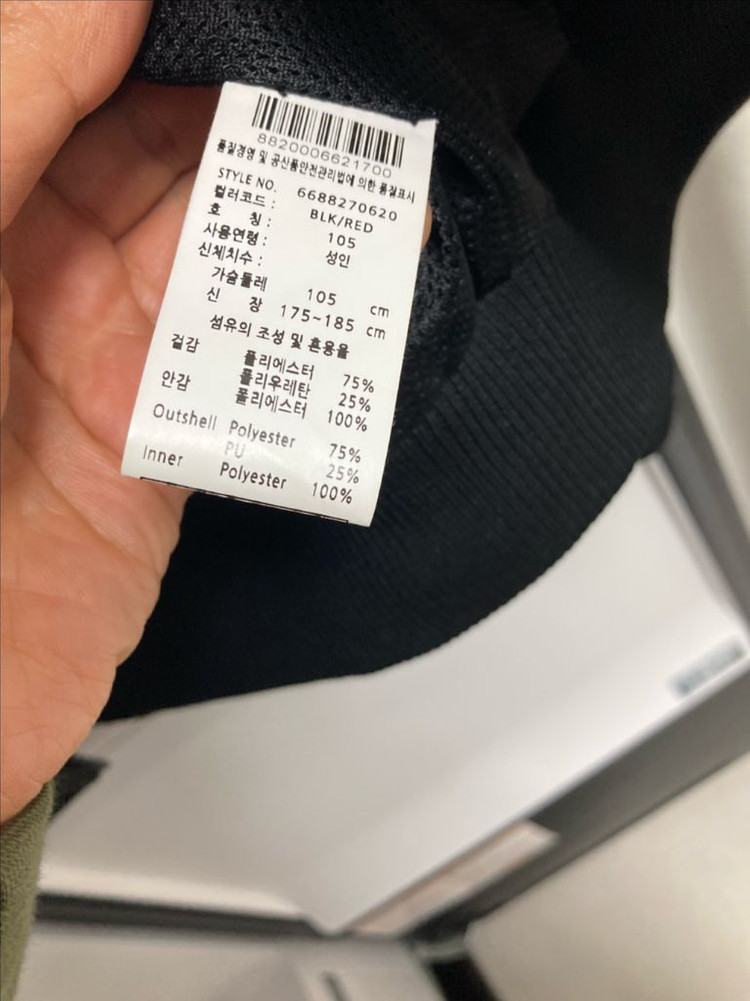 8820006621700
품질경영 및 공산품안전관리법에 의한 품질표시
STYLE NO. 6688270620
컬러코드 : BLK/RED
호 칭 : 105
사용연령 : 성인
신체치수 :
가슴둘레 105 cm
신 장 175~185 cm
섬유의 조성 및 혼용율
겉감 폴리에스터 75%
폴리우레탄 25%
안감 폴리에스터 100%
Outshell Polyester 75%
PU 25%
Inner Polyester 100%